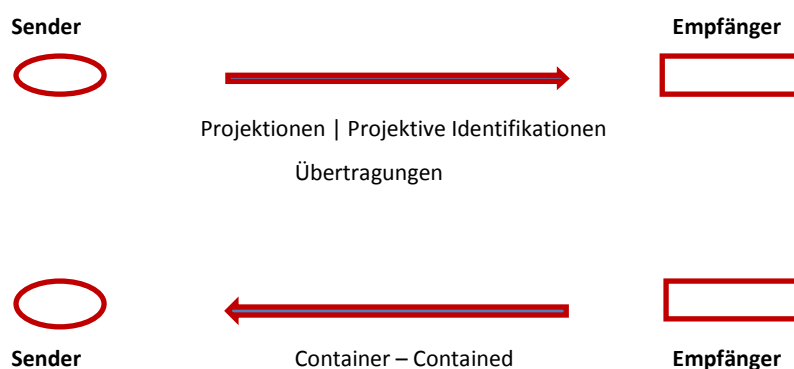 Sender Empfänger
Projektionen | Projektive Identifikationen
Übertragungen
Sender Container – Contained Empfänger